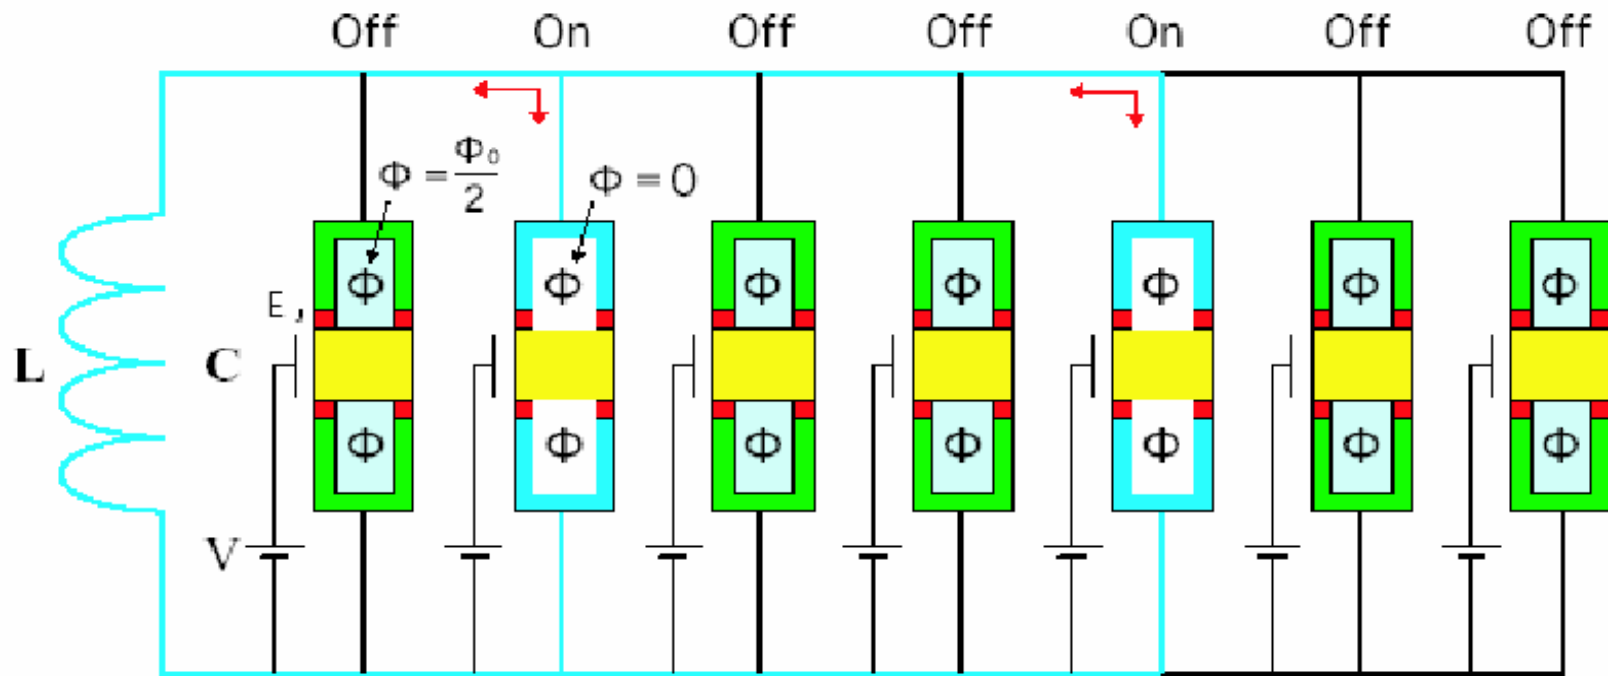 Off On Off Off On Off Off
Φ = Φ₀/2
Φ = 0
Φ Φ Φ Φ Φ Φ Φ
E J
L C
Φ Φ Φ Φ Φ Φ Φ
V